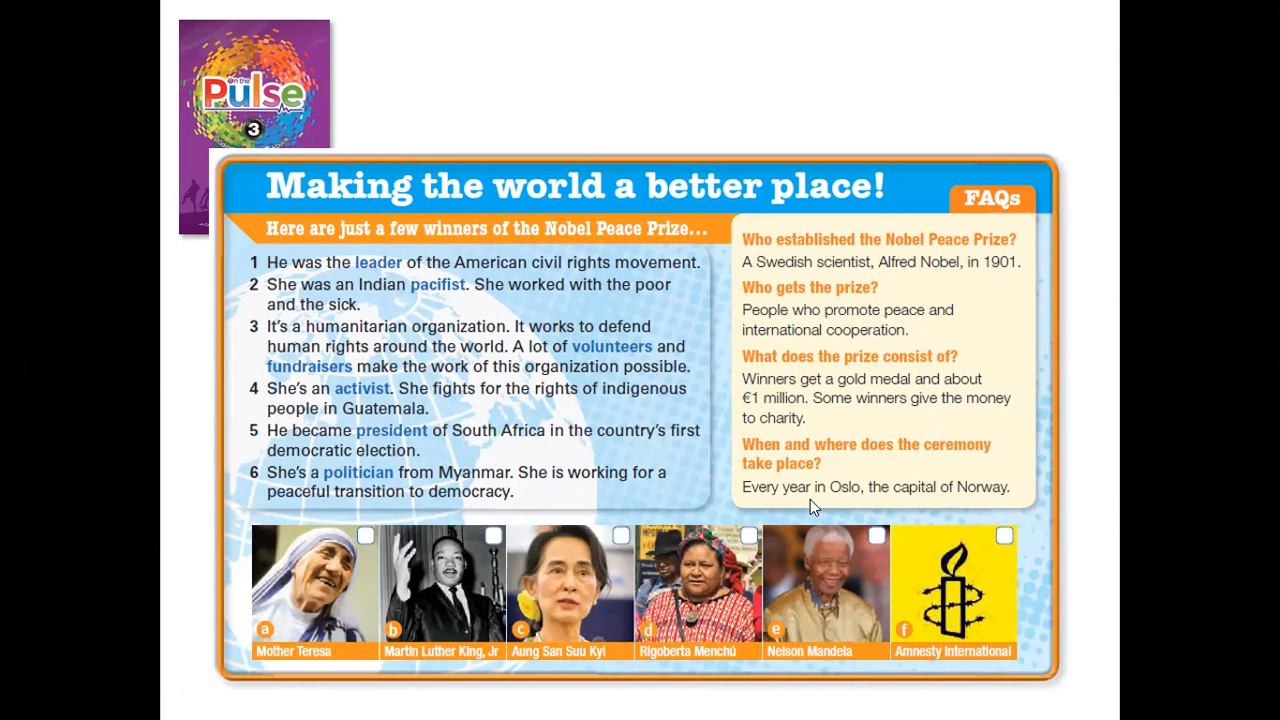 On the
Pulse
3
Making the world a better place!
FAQs
Here are just a few winners of the Nobel Peace Prize...
1 He was the leader of the American civil rights movement.
2 She was an Indian pacifist. She worked with the poor
and the sick.
3 It's a humanitarian organization. It works to defend
human rights around the world. A lot of volunteers and
fundraisers make the work of this organization possible.
4 She's an activist. She fights for the rights of indigenous
people in Guatemala.
5 He became president of South Africa in the country's first
democratic election.
6 She's a politician from Myanmar. She is working for a
peaceful transition to democracy.
Who established the Nobel Peace Prize?
A Swedish scientist, Alfred Nobel, in 1901.
Who gets the prize?
People who promote peace and
international cooperation.
What does the prize consist of?
Winners get a gold medal and about
€1 million. Some winners give the money
to charity.
When and where does the ceremony
take place?
Every year in Oslo, the capital of Norway.
a
Mother Teresa
b
Martin Luther King, Jr
c
Aung San Suu Kyi
d
Rigoberta Menchú
e
Nelson Mandela
f
Amnesty International